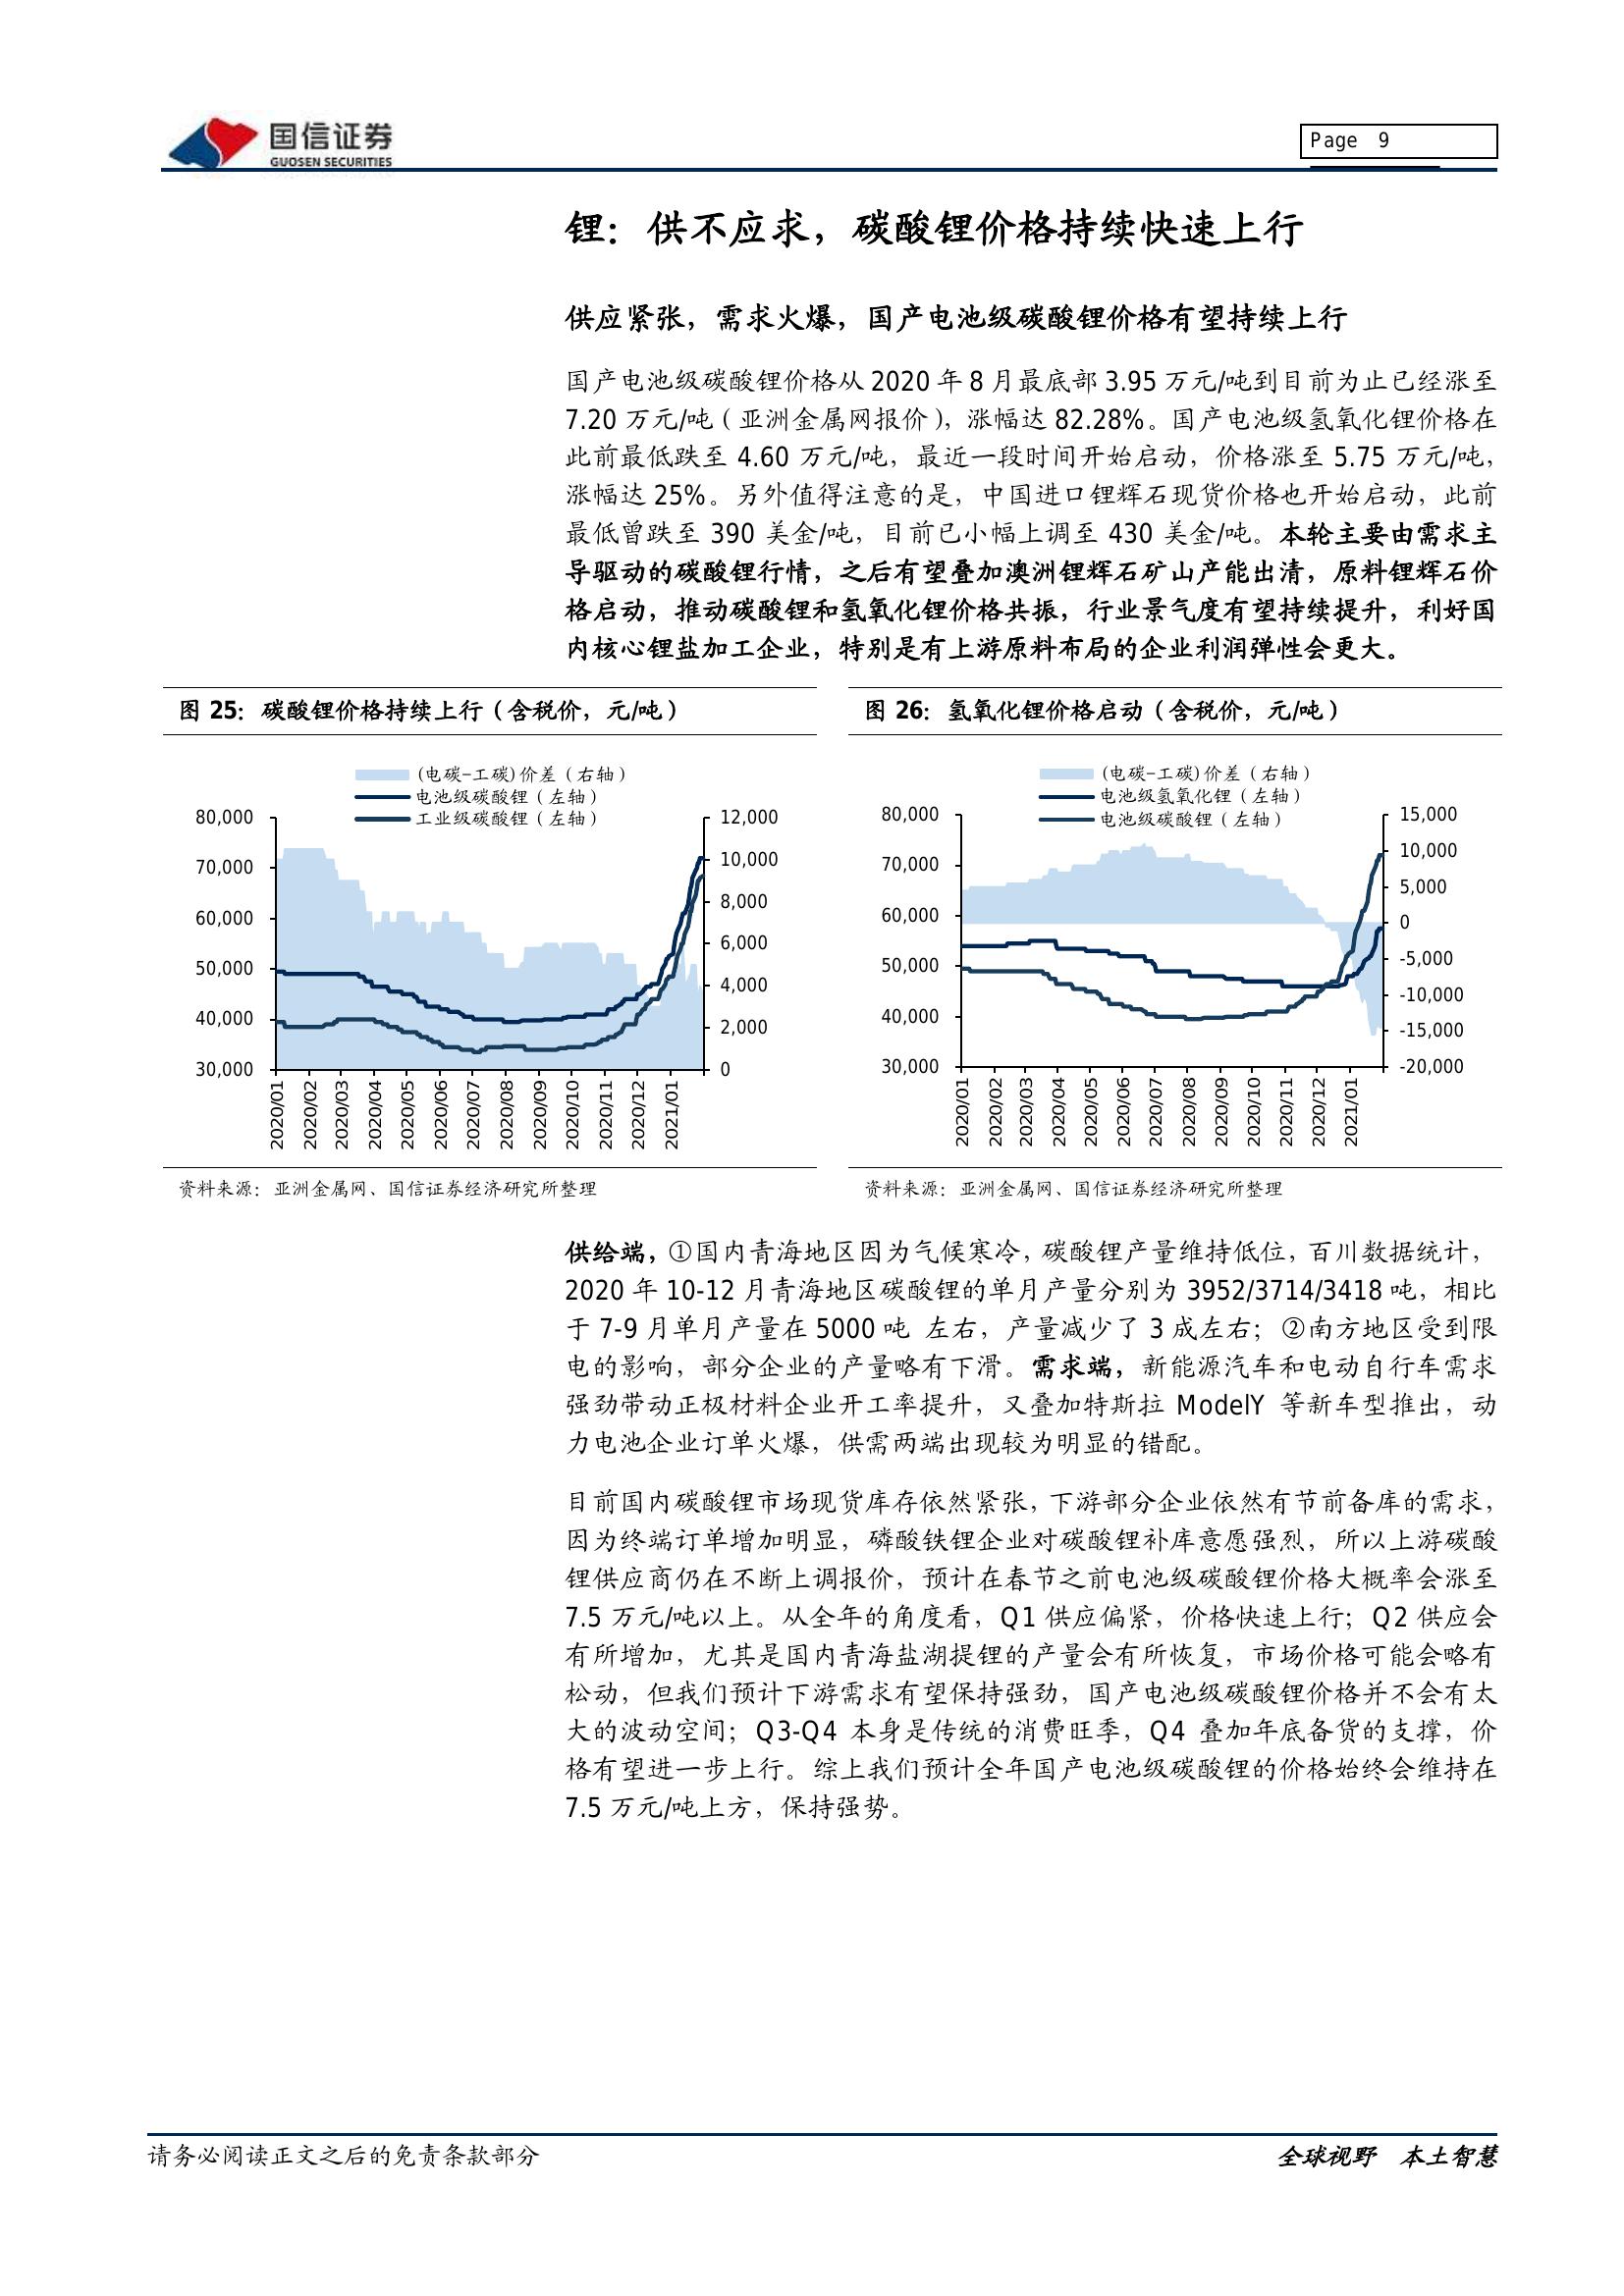 国信证券
GUOSEN SECURITIES
Page 9
锂：供不应求，碳酸锂价格持续快速上行
供应紧张，需求火爆，国产电池级碳酸锂价格有望持续上行
国产电池级碳酸锂价格从 2020 年 8 月最底部 3.95 万元/吨到目前为止已经涨至
7.20 万元/吨（亚洲金属网报价），涨幅达 82.28%。国产电池级氢氧化锂价格在
此前最低跌至 4.60 万元/吨，最近一段时间开始启动，价格涨至 5.75 万元/吨，
涨幅达 25%。另外值得注意的是，中国进口锂辉石现货价格也开始启动，此前
最低曾跌至 390 美金/吨，目前已小幅上调至 430 美金/吨。本轮主要由需求主
导驱动的碳酸锂行情，之后有望叠加澳洲锂辉石矿山产能出清，原料锂辉石价
格启动，推动碳酸锂和氢氧化锂价格共振，行业景气度有望持续提升，利好国
内核心锂盐加工企业，特别是有上游原料布局的企业利润弹性会更大。
图 25：碳酸锂价格持续上行（含税价，元/吨）
(电碳-工碳)价差（右轴）
电池级碳酸锂（左轴）
工业级碳酸锂（左轴）
80,000
70,000
60,000
50,000
40,000
30,000
12,000
10,000
8,000
6,000
4,000
2,000
0
2020/01
2020/02
2020/03
2020/04
2020/05
2020/06
2020/07
2020/08
2020/09
2020/10
2020/11
2020/12
2021/01
资料来源：亚洲金属网、国信证券经济研究所整理
图 26：氢氧化锂价格启动（含税价，元/吨）
(电碳-工碳)价差（右轴）
电池级氢氧化锂（左轴）
电池级碳酸锂（左轴）
80,000
70,000
60,000
50,000
40,000
30,000
15,000
10,000
5,000
0
-5,000
-10,000
-15,000
-20,000
2020/01
2020/02
2020/03
2020/04
2020/05
2020/06
2020/07
2020/08
2020/09
2020/10
2020/11
2020/12
2021/01
资料来源：亚洲金属网、国信证券经济研究所整理
供给端，①国内青海地区因为气候寒冷，碳酸锂产量维持低位，百川数据统计，
2020 年 10-12 月青海地区碳酸锂的单月产量分别为 3952/3714/3418 吨，相比
于 7-9 月单月产量在 5000 吨 左右，产量减少了 3 成左右；②南方地区受到限
电的影响，部分企业的产量略有下滑。需求端，新能源汽车和电动自行车需求
强劲带动正极材料企业开工率提升，又叠加特斯拉 ModelY 等新车型推出，动
力电池企业订单火爆，供需两端出现较为明显的错配。
目前国内碳酸锂市场现货库存依然紧张，下游部分企业依然有节前备库的需求，
因为终端订单增加明显，磷酸铁锂企业对碳酸锂补库意愿强烈，所以上游碳酸
锂供应商仍在不断上调报价，预计在春节之前电池级碳酸锂价格大概率会涨至
7.5 万元/吨以上。从全年的角度看，Q1 供应偏紧，价格快速上行；Q2 供应会
有所增加，尤其是国内青海盐湖提锂的产量会有所恢复，市场价格可能会略有
松动，但我们预计下游需求有望保持强劲，国产电池级碳酸锂价格并不会有太
大的波动空间；Q3-Q4 本身是传统的消费旺季，Q4 叠加年底备货的支撑，价
格有望进一步上行。综上我们预计全年国产电池级碳酸锂的价格始终会维持在
7.5 万元/吨上方，保持强势。
请务必阅读正文之后的免责条款部分
全球视野 本土智慧